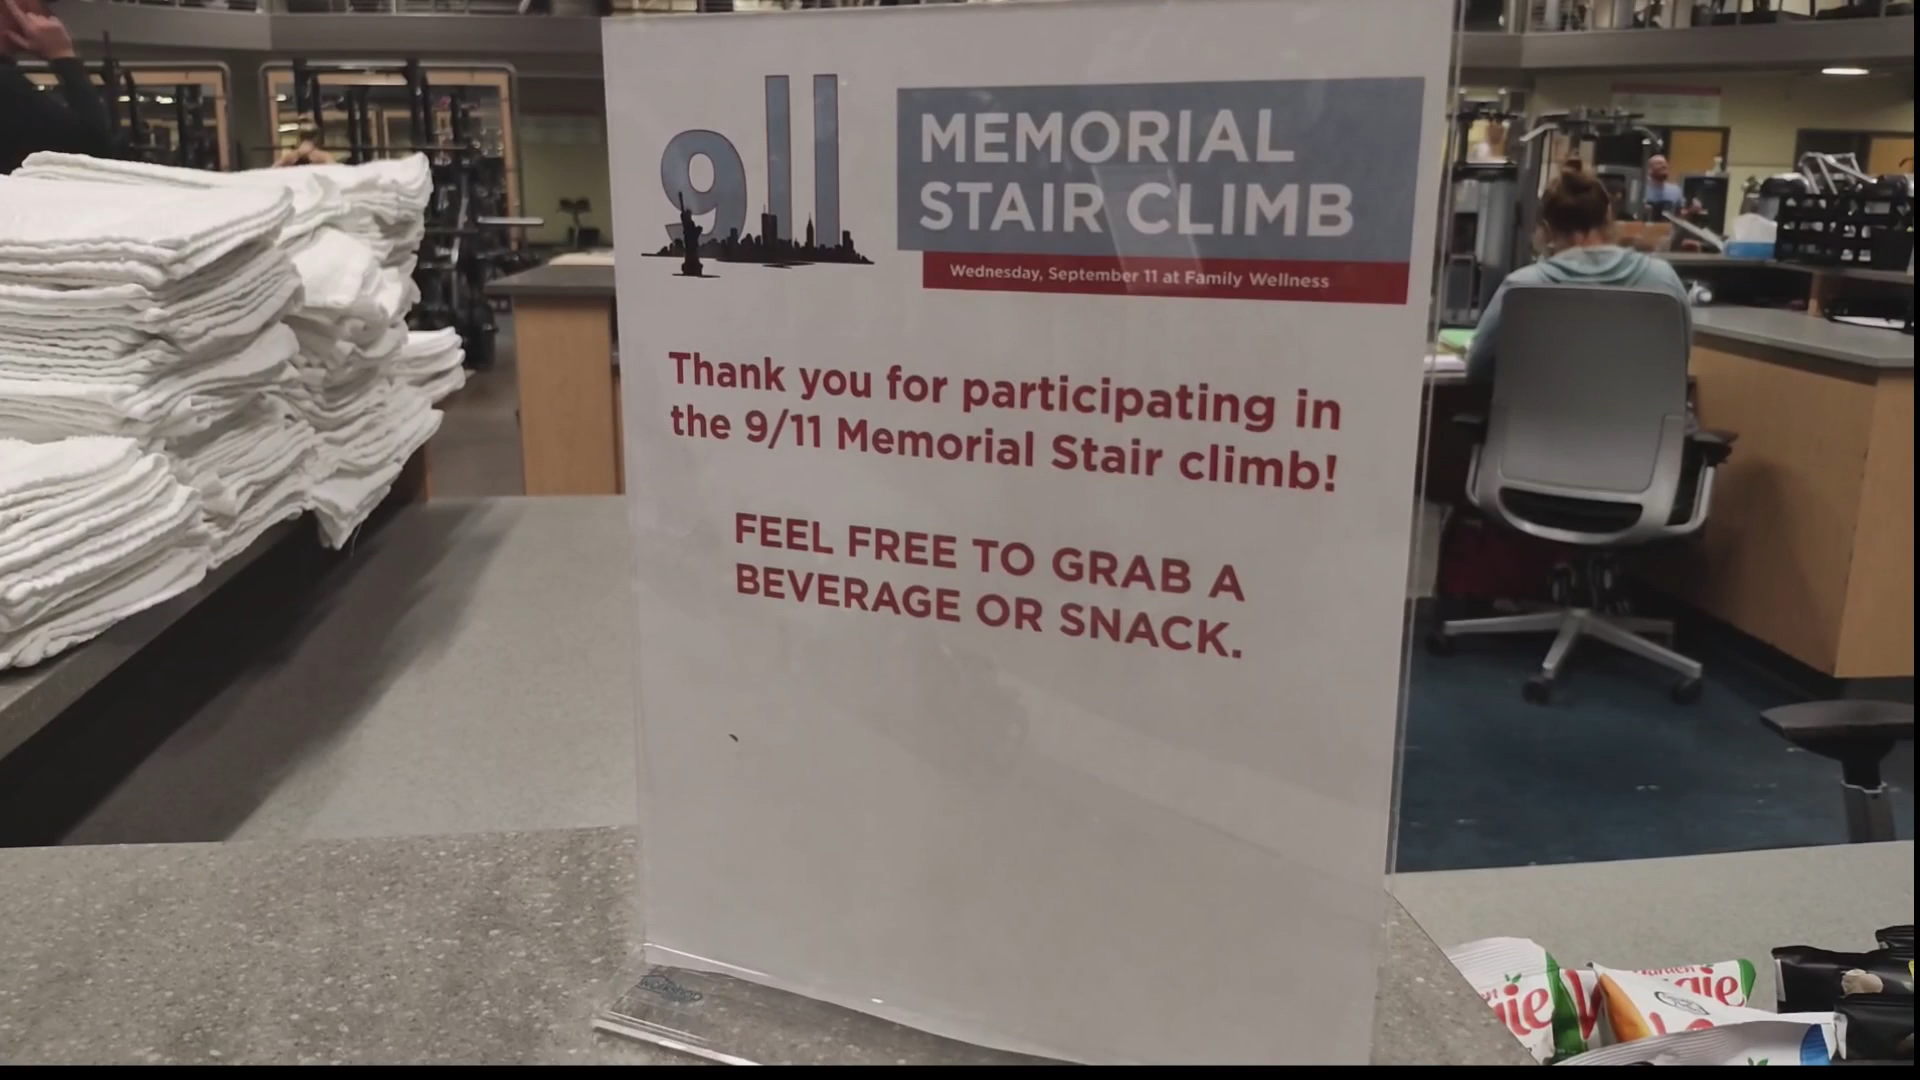 911
MEMORIAL
STAIR CLIMB
Wednesday, September 11 at Family Wellness
Thank you for participating in
the 9/11 Memorial Stair climb!
FEEL FREE TO GRAB A
BEVERAGE OR SNACK.